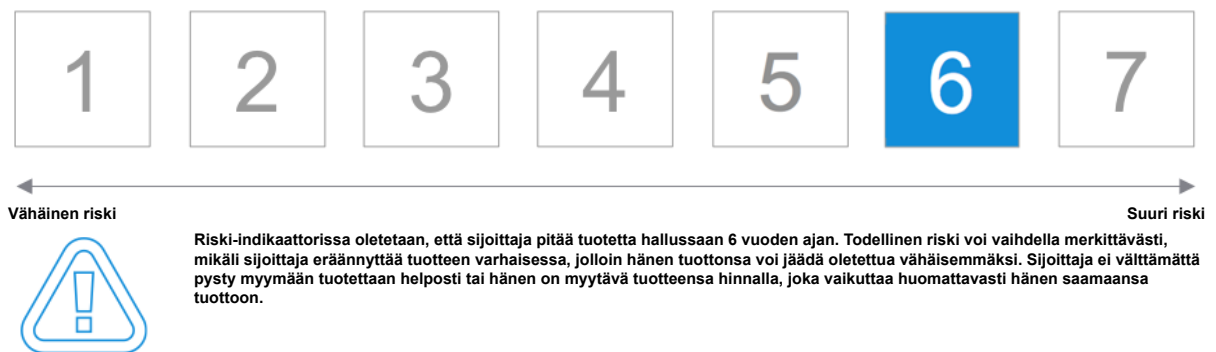 1 2 3 4 5 6 7
Vähäinen riski Suuri riski
Riski-indikaattorissa oletetaan, että sijoittaja pitää tuotetta hallussaan 6 vuoden ajan. Todellinen riski voi vaihdella merkittävästi,
mikäli sijoittaja eräännyttää tuotteen varhaisessa, jolloin hänen tuottonsa voi jäädä oletettua vähäisemmäksi. Sijoittaja ei välttämättä
pysty myymään tuotettaan helposti tai hänen on myytävä tuotteensa hinnalla, joka vaikuttaa huomattavasti hänen saamaansa
tuottoon.